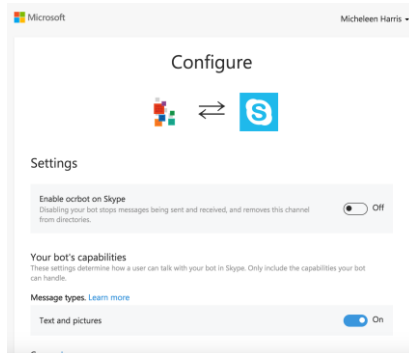 Microsoft
Micheleen Harris
Configure
Settings
Enable ocrbot on Skype
Disabling your bot stops messages being sent and received, and removes this channel
from directories.
Off
Your bot's capabilities
These settings determine how a user can talk with your bot in Skype. Only include the capabilities your bot
can handle.
Message types. Learn more
Text and pictures
On